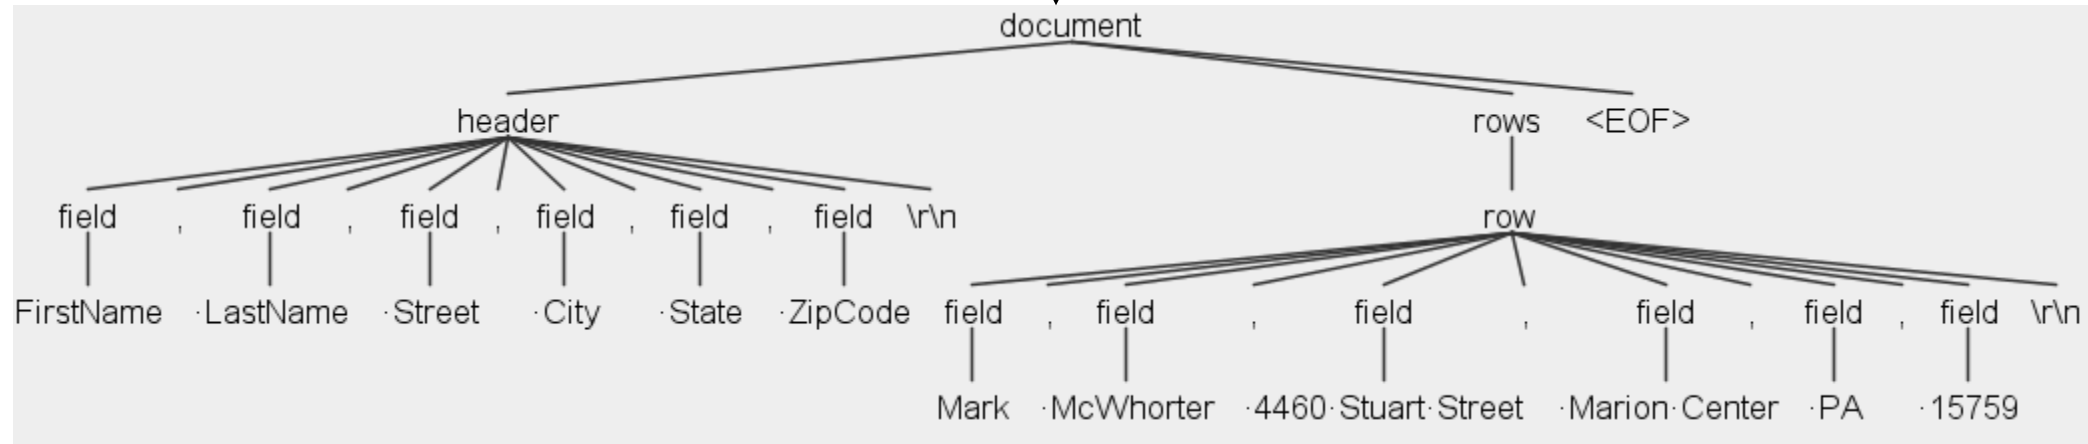 document
header rows <EOF>
field , field , field , field , field , field \r\n row
FirstName ·LastName ·Street ·City ·State ·ZipCode field , field , field , field , field , field \r\n
Mark ·McWhorter ·4460·Stuart·Street ·Marion·Center ·PA ·15759